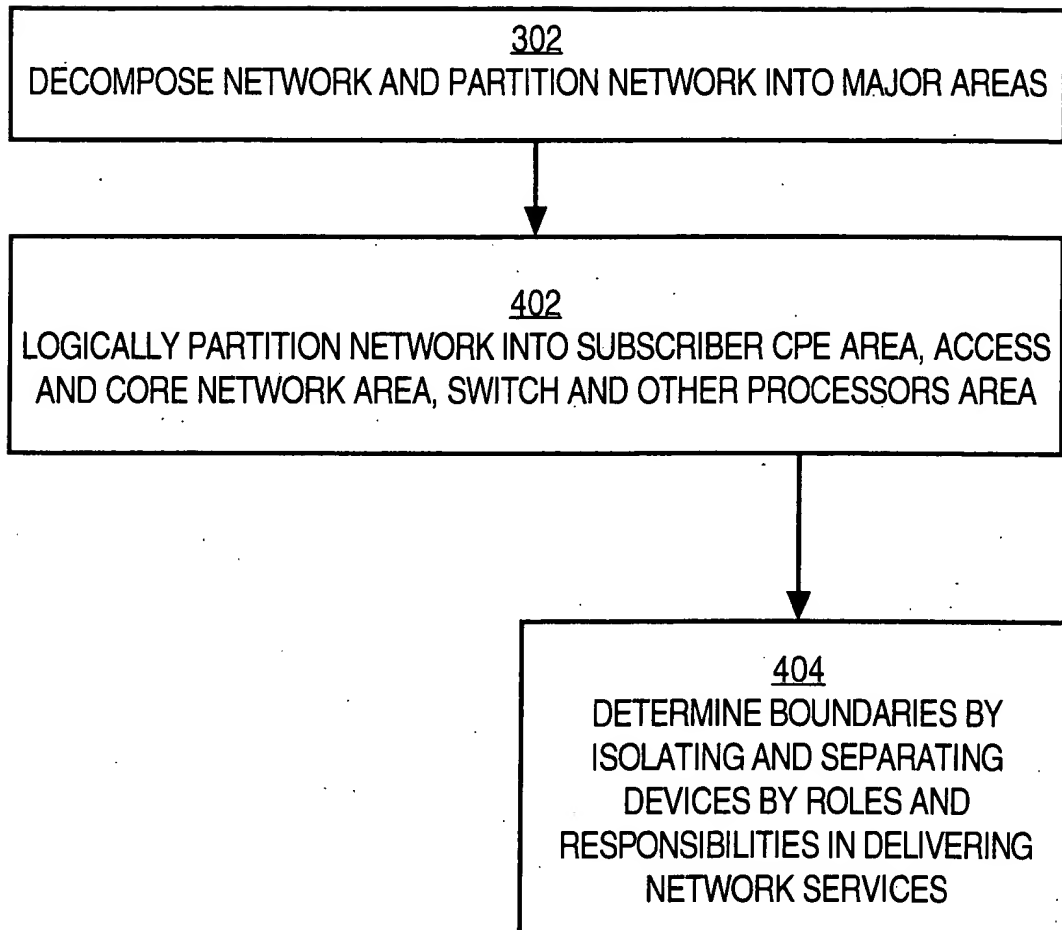 302
DECOMPOSE NETWORK AND PARTITION NETWORK INTO MAJOR AREAS
402
LOGICALLY PARTITION NETWORK INTO SUBSCRIBER CPE AREA, ACCESS
AND CORE NETWORK AREA, SWITCH AND OTHER PROCESSORS AREA
404
DETERMINE BOUNDARIES BY
ISOLATING AND SEPARATING
DEVICES BY ROLES AND
RESPONSIBILITIES IN DELIVERING
NETWORK SERVICES